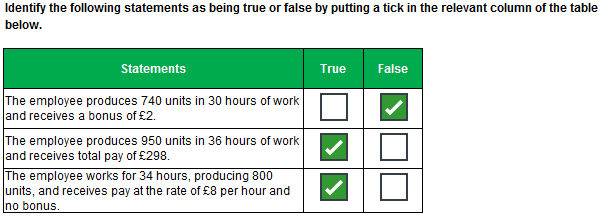 Identify the following statements as being true or false by putting a tick in the relevant column of the table
below.
Statements True False
The employee produces 740 units in 30 hours of work
and receives a bonus of £2.
The employee produces 950 units in 36 hours of work
and receives total pay of £298.
The employee works for 34 hours, producing 800
units, and receives pay at the rate of £8 per hour and
no bonus.